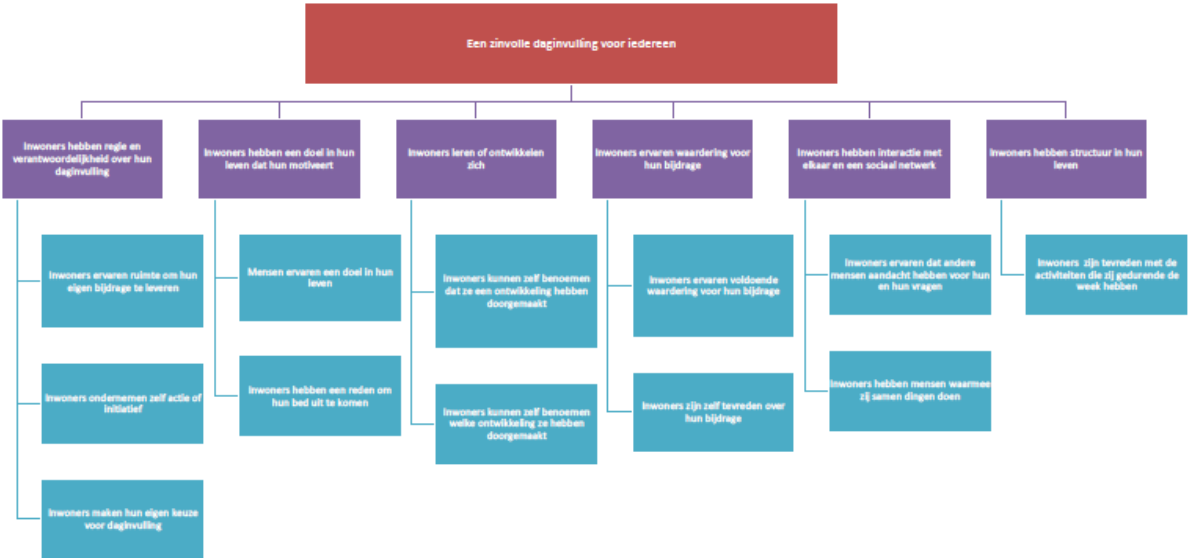 Een zinvolle daginvulling voor iedereen
Inwoners hebben regie en
verantwoordelijkheid over hun
daginvulling
Inwoners hebben een doel in hun
leven dat hun motiveert
Inwoners leren of ontwikkelen
zich
Inwoners ervaren waardering voor
hun bijdrage
Inwoners hebben interactie met
elkaar en een sociaal netwerk
Inwoners hebben structuur in hun
leven
Inwoners ervaren ruimte om hun
eigen bijdrage te leveren
Inwoners ondernemen zelf actie of
initiatief
Inwoners maken hun eigen keuze
voor daginvulling
Mensen ervaren een doel in hun
leven
Inwoners hebben een reden om
hun bed uit te komen
Inwoners kunnen zelf benoemen
dat ze een ontwikkeling hebben
doorgemaakt
Inwoners kunnen zelf benoemen
welke ontwikkeling ze hebben
doorgemaakt
Inwoners ervaren voldoende
waardering voor hun bijdrage
Inwoners zijn zelf tevreden over
hun bijdrage
Inwoners ervaren dat andere
mensen aandacht hebben voor hun
en hun vragen
Inwoners hebben mensen waarmee
zij samen dingen doen
Inwoners zijn tevreden met de
activiteiten die zij gedurende de
week hebben